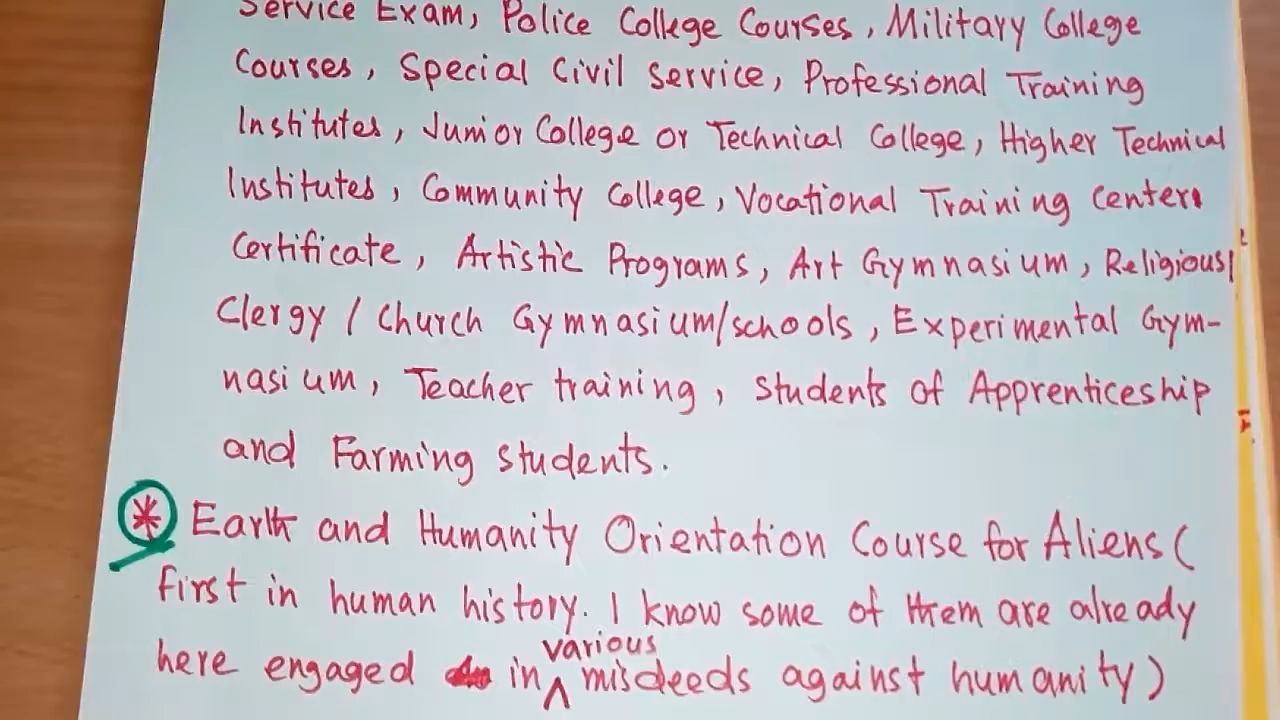 Service Exam, Police College Courses, Military College
Courses, Special Civil Service, Professional Training
Institutes, Junior College or Technical College, Higher Technical
Institutes, Community College, Vocational Training Centers
Certificate, Artistic Programs, Art Gymnasium, Religious/
Clergy / Church Gymnasium/schools, Experimental Gym-
nasium, Teacher training, Students of Apprenticeship
and Farming students.
* Earth and Humanity Orientation Course for Aliens (
first in human history. I know some of them are already
various
here engaged in ^ misdeeds against humanity)